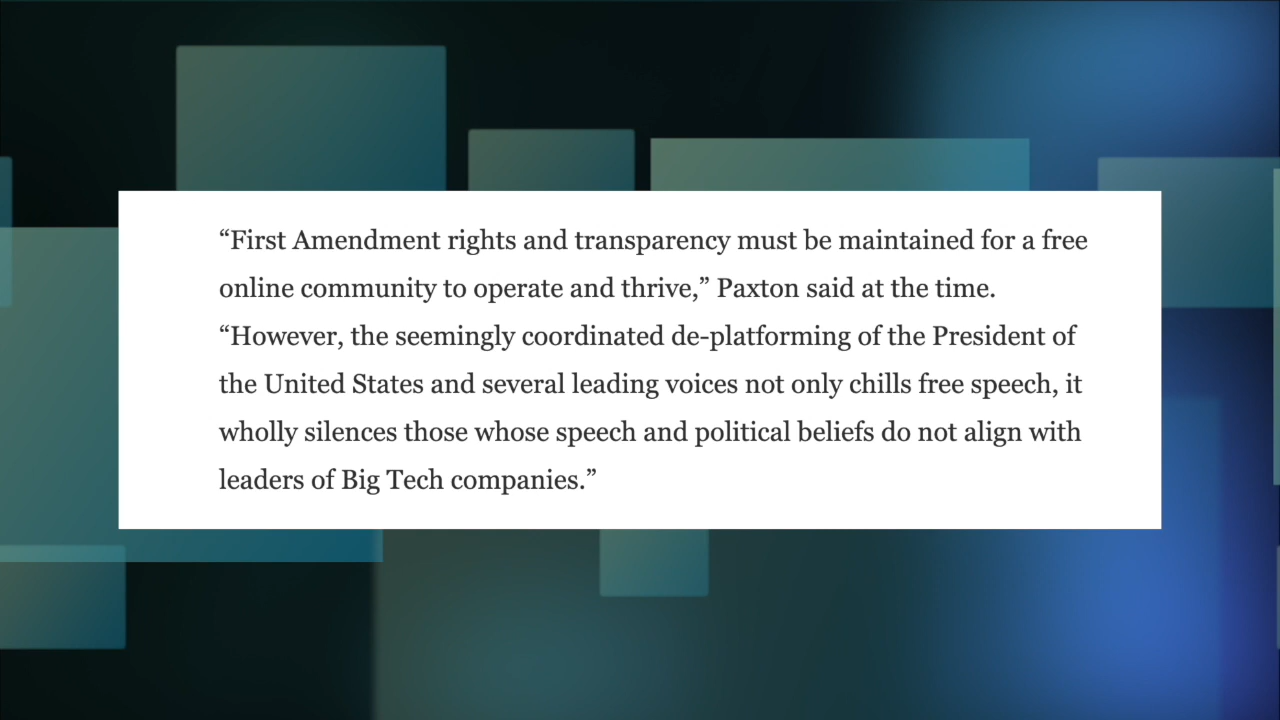 “First Amendment rights and transparency must be maintained for a free
online community to operate and thrive,” Paxton said at the time.
“However, the seemingly coordinated de-platforming of the President of
the United States and several leading voices not only chills free speech, it
wholly silences those whose speech and political beliefs do not align with
leaders of Big Tech companies.”